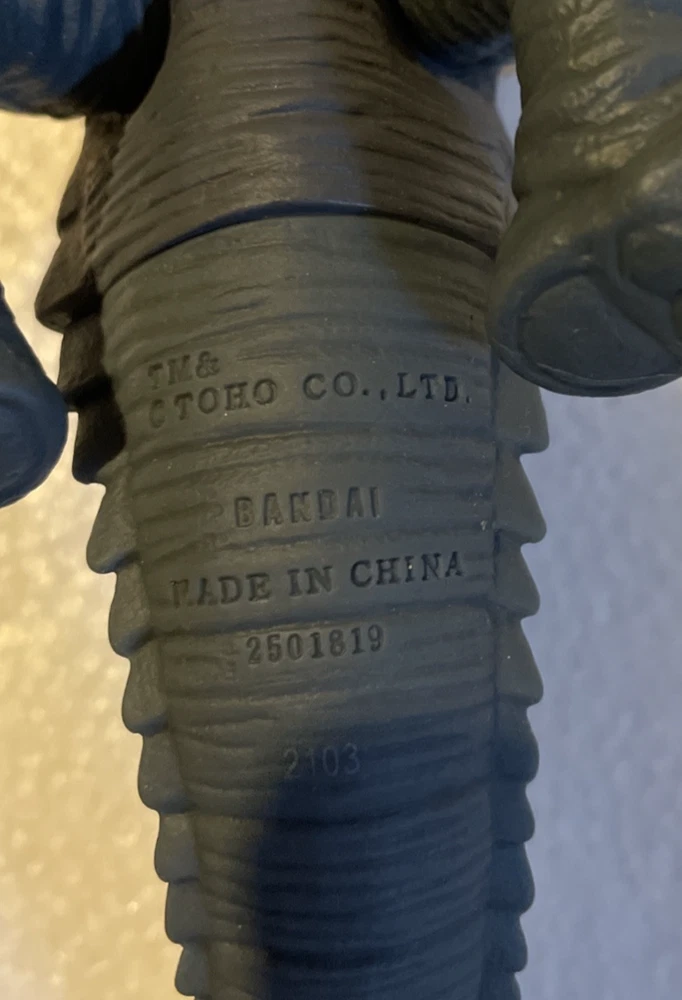 TM&
© TOHO CO.,LTD.
BANDAI
MADE IN CHINA
2501819
2103